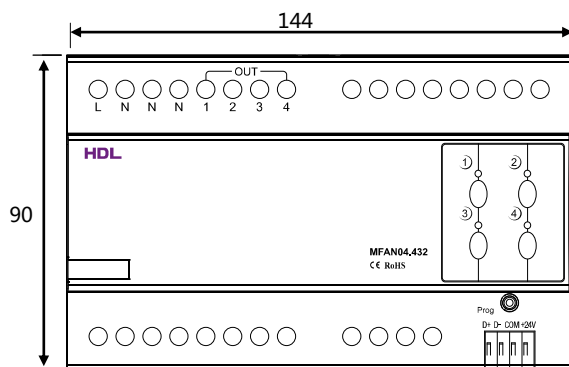 144
OUT
L N N N 1 2 3 4
HDL
90
1 2
3 4
MFAN04.432
CE RoHS
Prog
D+ D- COM +24V